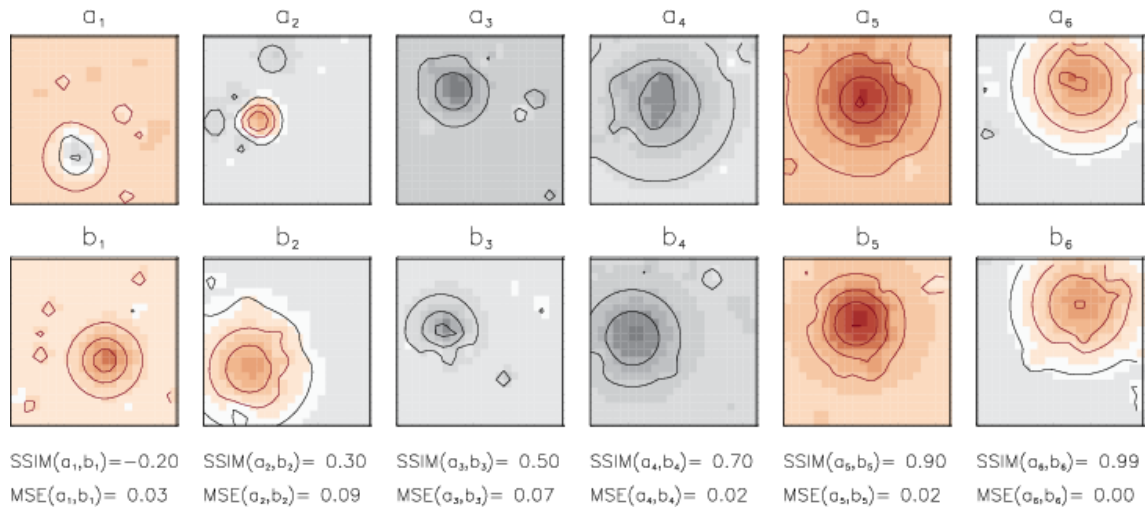 a₁ a₂ a₃ a₄ a₅ a₆
b₁ b₂ b₃ b₄ b₅ b₆
SSIM(a₁,b₁)=−0.20 SSIM(a₂,b₂)= 0.30 SSIM(a₃,b₃)= 0.50 SSIM(a₄,b₄)= 0.70 SSIM(a₅,b₅)= 0.90 SSIM(a₆,b₆)= 0.99
MSE(a₁,b₁)= 0.03 MSE(a₂,b₂)= 0.09 MSE(a₃,b₃)= 0.07 MSE(a₄,b₄)= 0.02 MSE(a₅,b₅)= 0.02 MSE(a₆,b₆)= 0.00